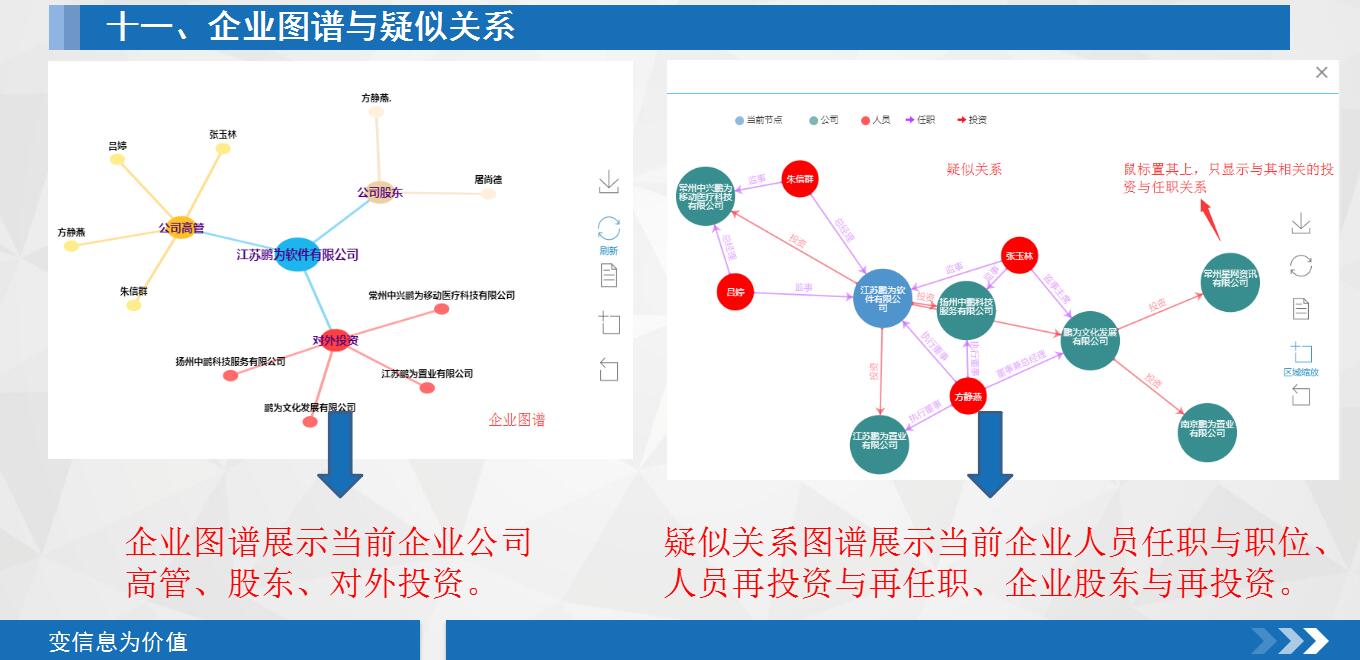 十一、企业图谱与疑似关系
方静燕.
张玉林
吕婷
屠尚德
公司股东
公司高管
方静燕
江苏鹏为软件有限公司
刷新
朱信群
常州中兴鹏为移动医疗科技有限公司
对外投资
扬州中鹏科技服务有限公司
江苏鹏为置业有限公司
鹏为文化发展有限公司
企业图谱
当前节点 公司 人员 任职 投资
疑似关系
鼠标置其上，只显示与其相关的投
资与任职关系
常州中兴鹏为
移动医疗科技
有限公司
监事
朱信群
总经理
总经理
投资
吕婷
监事
江苏鹏为软
件有限公
司
投资
监事
监事
张玉林
监事主席
扬州中鹏科技
服务有限公司
常州星网资讯
有限公司
投资
鹏为文化发展
有限公司
执行董事
执行董事
董事兼总经理
投资
方静燕
执行董事
投资
江苏鹏为置业
有限公司
南京鹏为置业
有限公司
区域缩放
企业图谱展示当前企业公司
高管、股东、对外投资。
疑似关系图谱展示当前企业人员任职与职位、
人员再投资与再任职、企业股东与再投资。
变信息为价值